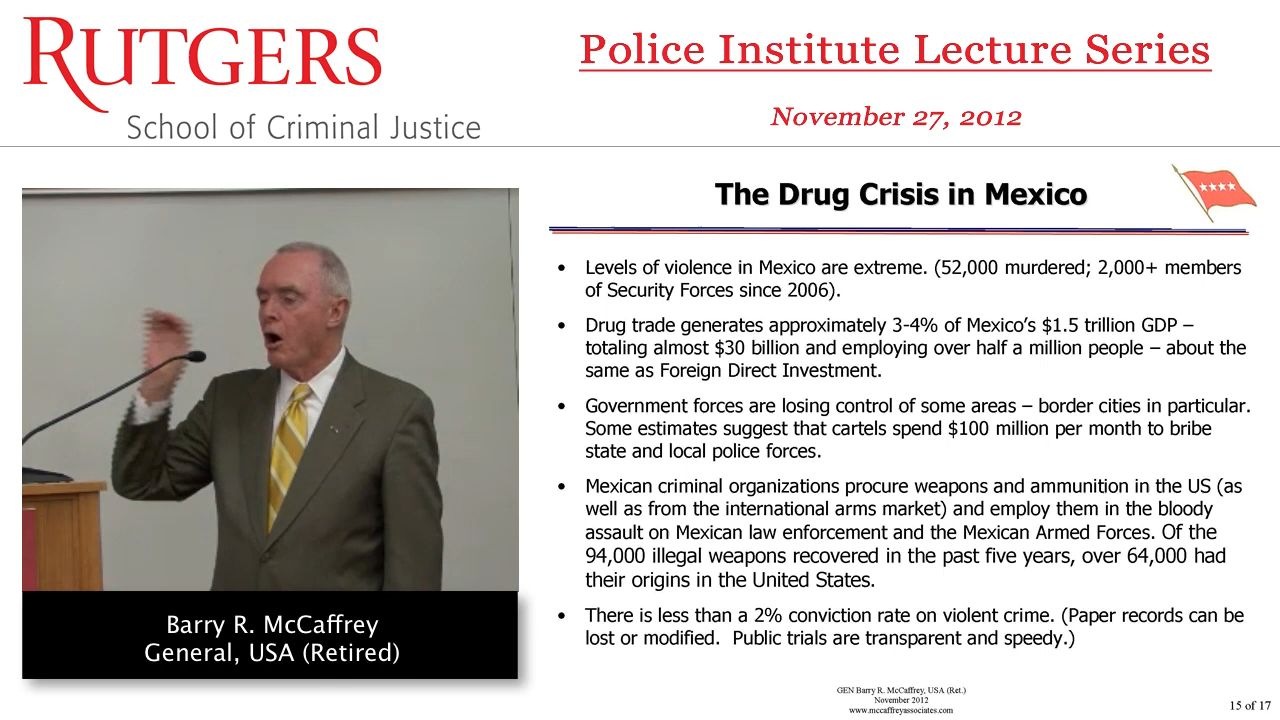 RUTGERS
School of Criminal Justice
Police Institute Lecture Series
November 27, 2012
The Drug Crisis in Mexico
• Levels of violence in Mexico are extreme. (52,000 murdered; 2,000+ members
of Security Forces since 2006).
• Drug trade generates approximately 3-4% of Mexico’s $1.5 trillion GDP –
totaling almost $30 billion and employing over half a million people – about the
same as Foreign Direct Investment.
• Government forces are losing control of some areas – border cities in particular.
Some estimates suggest that cartels spend $100 million per month to bribe
state and local police forces.
• Mexican criminal organizations procure weapons and ammunition in the US (as
well as from the international arms market) and employ them in the bloody
assault on Mexican law enforcement and the Mexican Armed Forces. Of the
94,000 illegal weapons recovered in the past five years, over 64,000 had
their origins in the United States.
• There is less than a 2% conviction rate on violent crime. (Paper records can be
lost or modified.  Public trials are transparent and speedy.)
Barry R. McCaffrey
General, USA (Retired)
GEN Barry R. McCaffrey, USA (Ret.)
November 2012
www.mccaffreyassociates.com
15 of 17